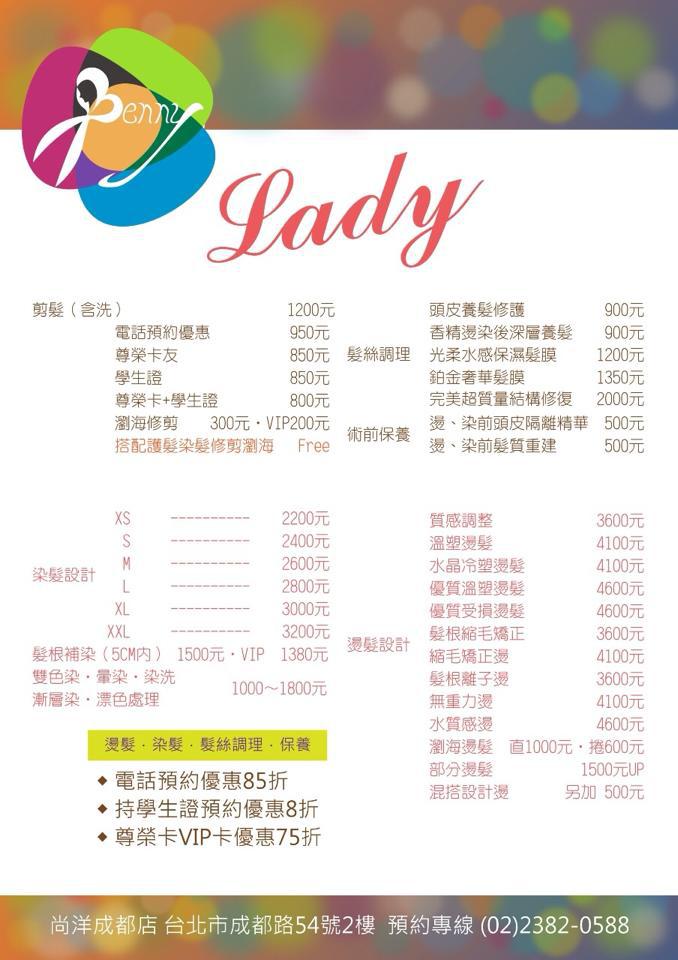 Benny
Lady
剪髮（含洗） 1200元
電話預約優惠 950元
尊榮卡友 850元
學生證 850元
尊榮卡+學生證 800元
瀏海修剪 300元・VIP200元
搭配護髮染髮修剪瀏海 Free
髮絲調理
頭皮養髮修護 900元
香精燙染後深層養髮 900元
光柔水感保濕髮膜 1200元
鉑金奢華髮膜 1350元
完美超質量結構修復 2000元
術前保養
燙、染前頭皮隔離精華 500元
燙、染前髮質重建 500元
染髮設計
XS ---------- 2200元
S ---------- 2400元
M ---------- 2600元
L ---------- 2800元
XL ---------- 3000元
XXL ---------- 3200元
髮根補染（5CM內） 1500元・VIP 1380元
雙色染・暈染・染洗
漸層染・漂色處理
1000～1800元
燙髮設計
質感調整 3600元
溫塑燙髮 4100元
水晶冷塑燙髮 4100元
優質溫塑燙髮 4600元
優質受損燙髮 4600元
髮根縮毛矯正 3600元
縮毛矯正燙 4100元
髮根離子燙 3600元
無重力燙 4100元
水質感燙 4600元
瀏海燙髮 直1000元・捲600元
部分燙髮 1500元UP
混搭設計燙 另加 500元
燙髮．染髮．髮絲調理．保養
◆ 電話預約優惠85折
◆ 持學生證預約優惠8折
◆ 尊榮卡VIP卡優惠75折
尚洋成都店 台北市成都路54號2樓 預約專線 (02)2382-0588